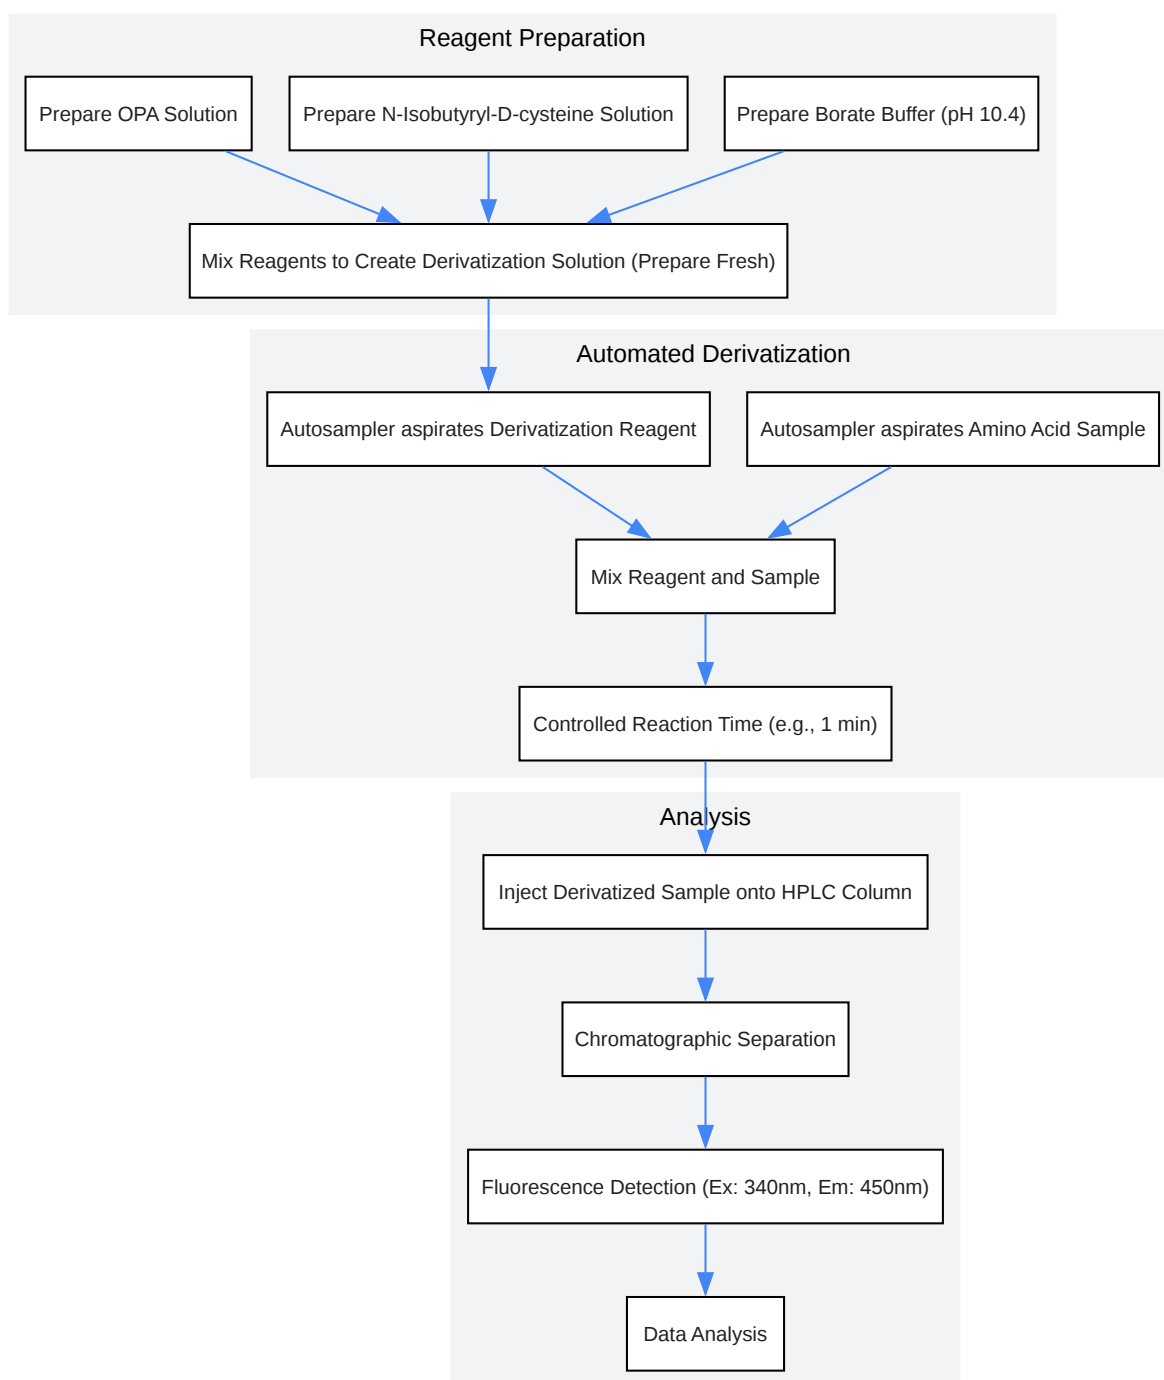 Reagent Preparation
Prepare OPA Solution
Prepare N-Isobutyryl-D-cysteine Solution
Prepare Borate Buffer (pH 10.4)
Mix Reagents to Create Derivatization Solution (Prepare Fresh)
Automated Derivatization
Autosampler aspirates Derivatization Reagent
Autosampler aspirates Amino Acid Sample
Mix Reagent and Sample
Controlled Reaction Time (e.g., 1 min)
Analysis
Inject Derivatized Sample onto HPLC Column
Chromatographic Separation
Fluorescence Detection (Ex: 340nm, Em: 450nm)
Data Analysis